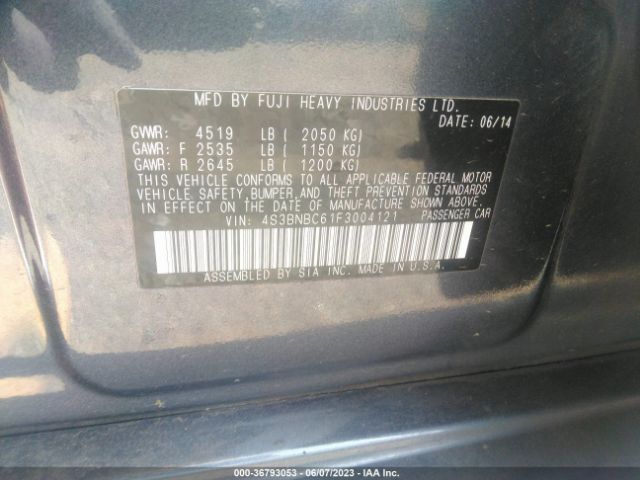 MFD BY FUJI HEAVY INDUSTRIES LTD.
DATE: 06/14
GVWR: 4519 LB ( 2050 KG)
GAWR: F 2535 LB ( 1150 KG)
GAWR: R 2645 LB ( 1200 KG)
THIS VEHICLE CONFORMS TO ALL APPLICABLE FEDERAL MOTOR
VEHICLE SAFETY, BUMPER, AND THEFT PREVENTION STANDARDS
IN EFFECT ON THE DATE OF MANUFACTURE SHOWN ABOVE.
VIN: 4S3BNBC61F3004121 PASSENGER CAR
ASSEMBLED BY SIA INC. MADE IN U.S.A.
000-36793053 - 06/07/2023 - IAA Inc.